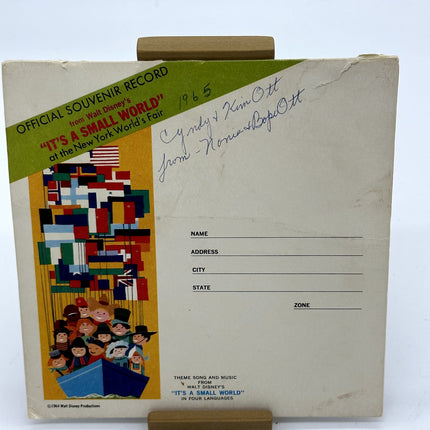 OFFICIAL SOUVENIR RECORD
from Walt Disney's
"IT'S A SMALL WORLD"
at the New York World's Fair
1965
Cyndy & Kim Ott
from - Nonie & Bope Ott
NAME
ADDRESS
CITY
STATE
ZONE
THEME SONG AND MUSIC
FROM
WALT DISNEY'S
"IT'S A SMALL WORLD"
IN FOUR LANGUAGES
©1964 Walt Disney Productions